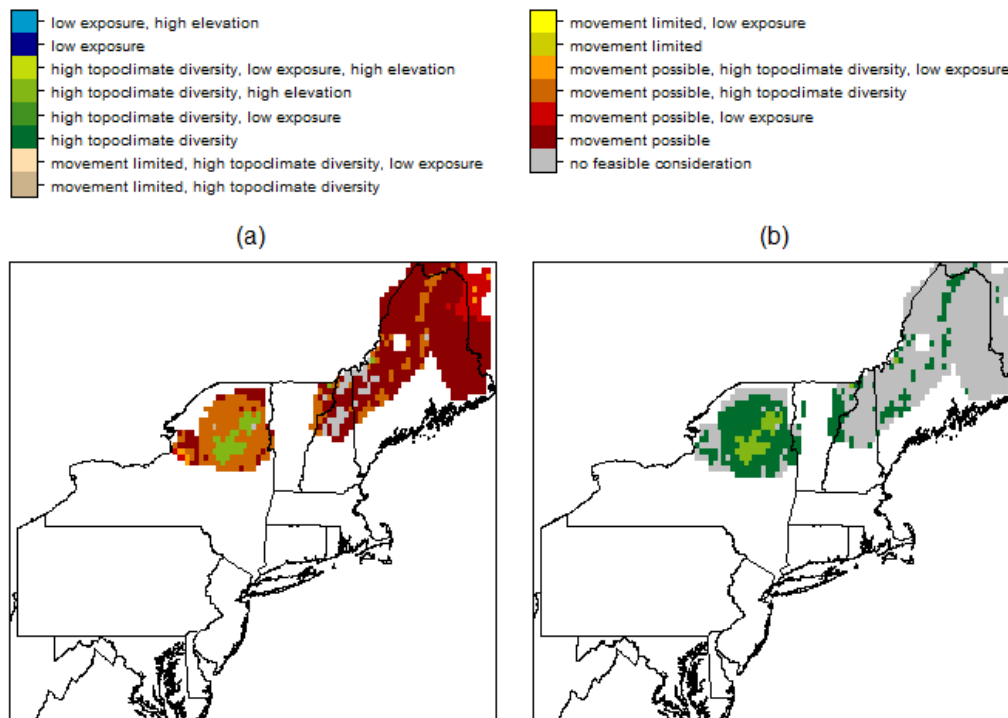 low exposure, high elevation
low exposure
high topoclimate diversity, low exposure, high elevation
high topoclimate diversity, high elevation
high topoclimate diversity, low exposure
high topoclimate diversity
movement limited, high topoclimate diversity, low exposure
movement limited, high topoclimate diversity
movement limited, low exposure
movement limited
movement possible, high topoclimate diversity, low exposure
movement possible, high topoclimate diversity
movement possible, low exposure
movement possible
no feasible consideration
(a)
(b)